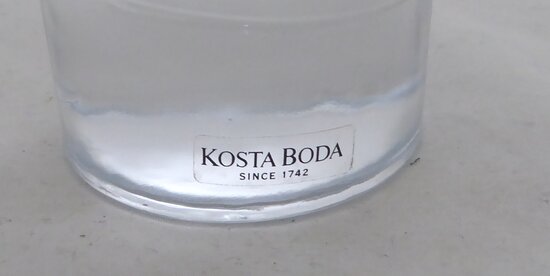 KOSTA BODA
SINCE 1742